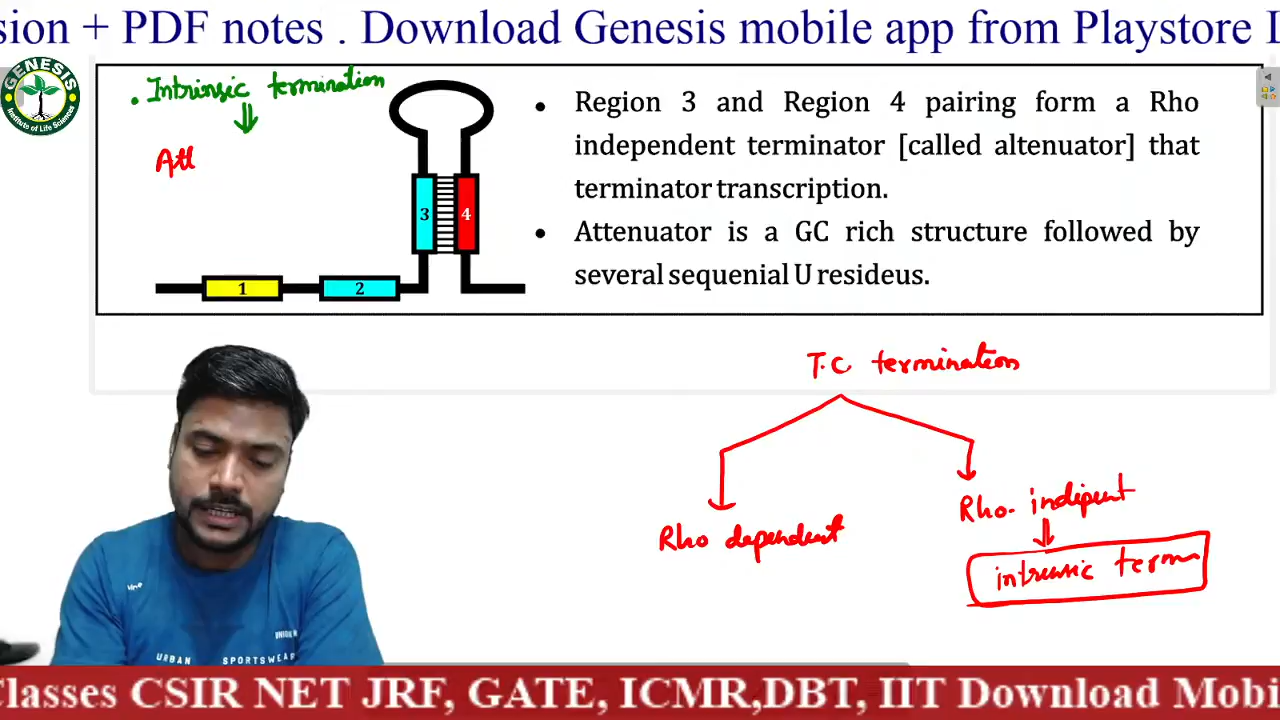 sion + PDF notes . Download Genesis mobile app from Playstore D
GENESIS
Institute of Life Sciences
. Intrinsic termination
Att
3
4
1
2
• Region 3 and Region 4 pairing form a Rho
independent terminator [called altenuator] that
terminator transcription.
• Attenuator is a GC rich structure followed by
several sequenial U resideus.
T.C termination
Rho dependent
Rho- indipent
intrinsic term
UNION
URBAN SPORTSWEAR
Classes CSIR NET JRF, GATE, ICMR,DBT, IIT Download Mobi